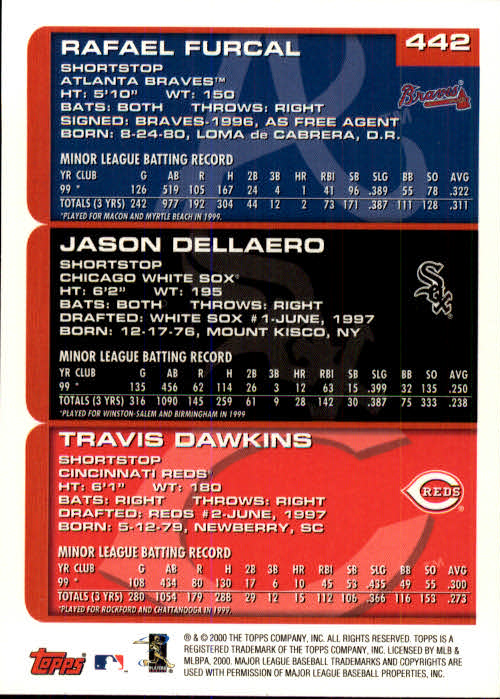 442
RAFAEL FURCAL
SHORTSTOP
ATLANTA BRAVES™
HT: 5'10" WT: 150
BATS: BOTH THROWS: RIGHT
SIGNED: BRAVES-1996, AS FREE AGENT
BORN: 8-24-80, LOMA de CABRERA, D.R.
Braves
MINOR LEAGUE BATTING RECORD
YR CLUB G AB R H 2B 3B HR RBI SB SLG BB SO AVG
99 * 126 519 105 167 24 4 1 41 96 .389 55 78 .322
TOTALS (3 YRS) 242 977 192 304 44 12 2 73 171 .387 111 128 .311
*PLAYED FOR MACON AND MYRTLE BEACH IN 1999.
JASON DELLAERO
SHORTSTOP
CHICAGO WHITE SOX
HT: 6'2" WT: 195
BATS: BOTH THROWS: RIGHT
DRAFTED: WHITE SOX #1-JUNE, 1997
BORN: 12-17-76, MOUNT KISCO, NY
Sox
MINOR LEAGUE BATTING RECORD
YR CLUB G AB R H 2B 3B HR RBI SB SLG BB SO AVG
99 * 135 456 62 114 26 3 12 63 15 .399 32 135 .250
TOTALS (3 YRS) 316 1090 145 259 61 9 28 142 30 .387 75 333 .238
*PLAYED FOR WINSTON-SALEM AND BIRMINGHAM IN 1999
TRAVIS DAWKINS
SHORTSTOP
CINCINNATI REDS
HT: 6'1" WT: 180
BATS: RIGHT THROWS: RIGHT
DRAFTED: REDS #2-JUNE, 1997
BORN: 5-12-79, NEWBERRY, SC
REDS
MINOR LEAGUE BATTING RECORD
YR CLUB G AB R H 2B 3B HR RBI SB SLG BB SO AVG
99 * 108 434 80 130 17 6 10 45 53 .435 49 55 .300
TOTALS (3 YRS) 280 1054 179 288 29 12 15 112 106 .366 116 153 .273
*PLAYED FOR ROCKFORD AND CHATTANOOGA IN 1999.
Topps
® & © 2000 THE TOPPS COMPANY, INC. ALL RIGHTS RESERVED. TOPPS IS A
REGISTERED TRADEMARK OF THE TOPPS COMPANY, INC. LICENSED BY MLB &
MLBPA, 2000. MAJOR LEAGUE BASEBALL TRADEMARKS AND COPYRIGHTS ARE
USED WITH PERMISSION OF MAJOR LEAGUE BASEBALL PROPERTIES, INC.